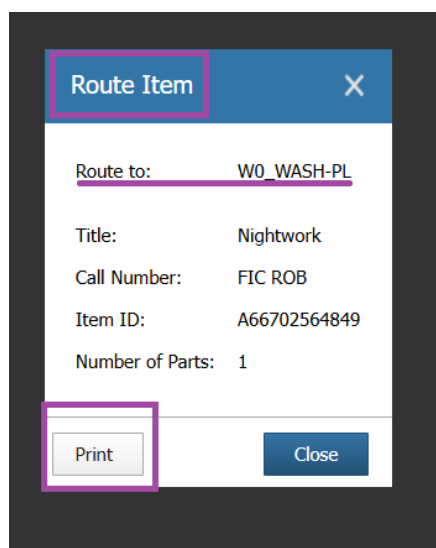 Route Item
Route to: W0_WASH-PL
Title: Nightwork
Call Number: FIC ROB
Item ID: A66702564849
Number of Parts: 1
Print Close